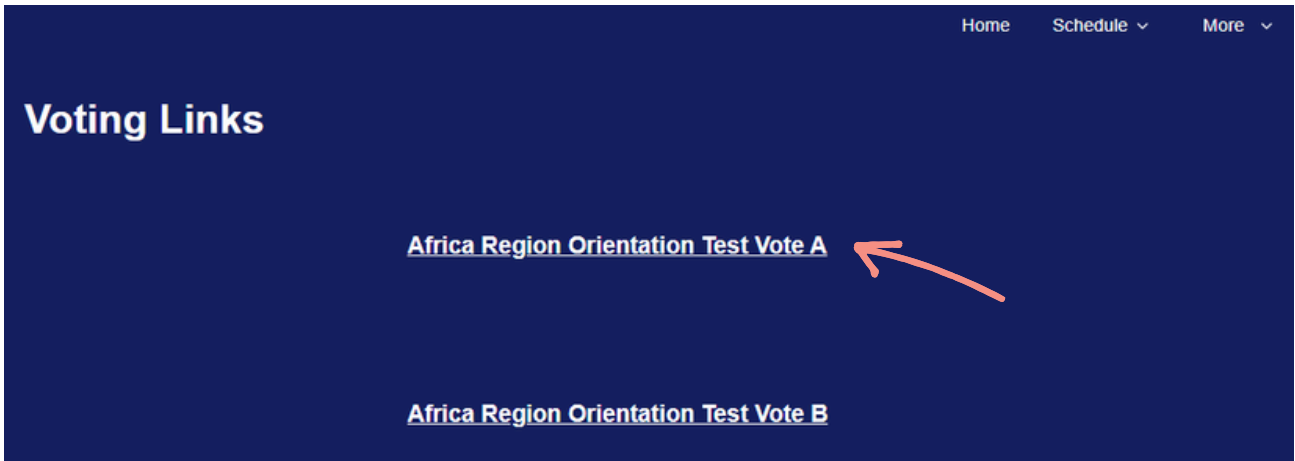 Home Schedule More
Voting Links
Africa Region Orientation Test Vote A
Africa Region Orientation Test Vote B